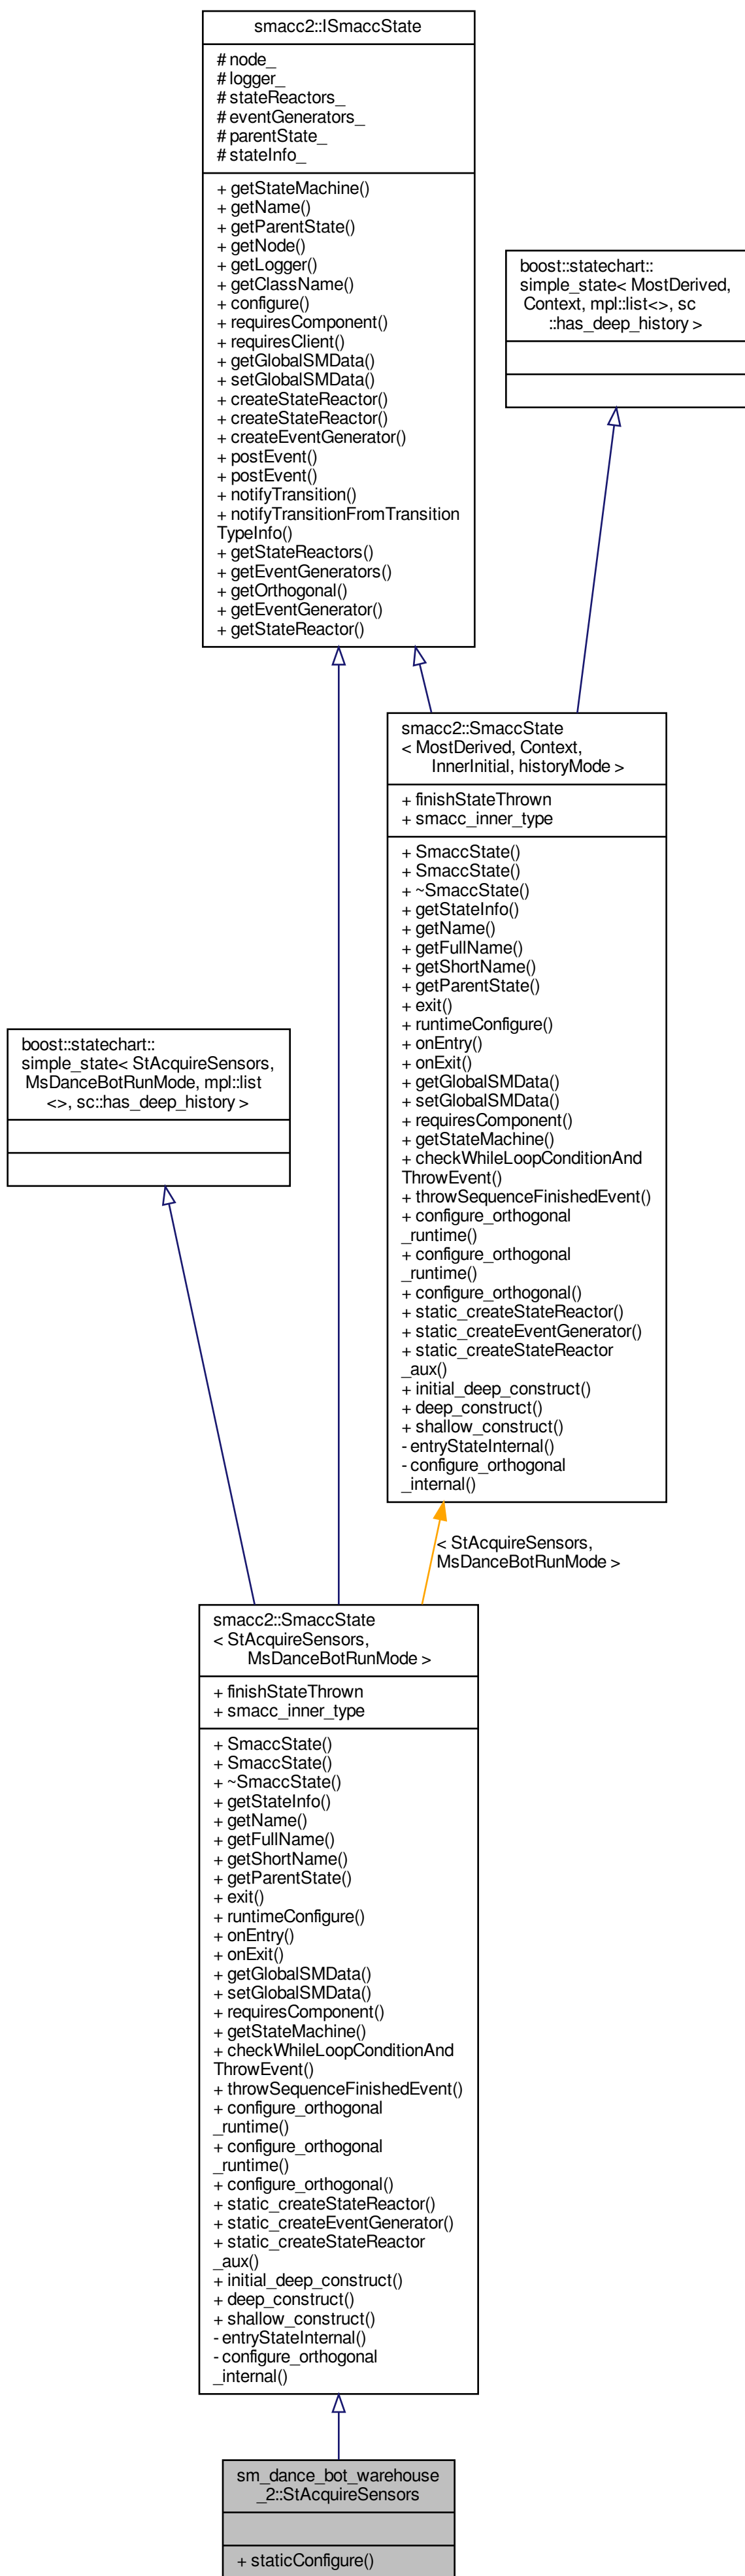 smacc2::ISmaccState
# node_
# logger_
# stateReactors_
# eventGenerators_
# parentState_
# stateInfo_
+ getStateMachine()
+ getName()
+ getParentState()
+ getNode()
+ getLogger()
+ getClassName()
+ configure()
+ requiresComponent()
+ requiresClient()
+ getGlobalSMData()
+ setGlobalSMData()
+ createStateReactor()
+ createStateReactor()
+ createEventGenerator()
+ postEvent()
+ postEvent()
+ notifyTransition()
+ notifyTransitionFromTransition
TypeInfo()
+ getStateReactors()
+ getEventGenerators()
+ getOrthogonal()
+ getEventGenerator()
+ getStateReactor()
boost::statechart::
simple_state< MostDerived,
Context, mpl::list<>, sc
::has_deep_history >
smacc2::SmaccState
< MostDerived, Context,
InnerInitial, historyMode >
+ finishStateThrown
+ smacc_inner_type
+ SmaccState()
+ SmaccState()
+ ~SmaccState()
+ getStateInfo()
+ getName()
+ getFullName()
+ getShortName()
+ getParentState()
+ exit()
+ runtimeConfigure()
+ onEntry()
+ onExit()
+ getGlobalSMData()
+ setGlobalSMData()
+ requiresComponent()
+ getStateMachine()
+ checkWhileLoopConditionAnd
ThrowEvent()
+ throwSequenceFinishedEvent()
+ configure_orthogonal
_runtime()
+ configure_orthogonal
_runtime()
+ configure_orthogonal()
+ static_createStateReactor()
+ static_createEventGenerator()
+ static_createStateReactor
_aux()
+ initial_deep_construct()
+ deep_construct()
+ shallow_construct()
- entryStateInternal()
- configure_orthogonal
_internal()
boost::statechart::
simple_state< StAcquireSensors,
MsDanceBotRunMode, mpl::list
<>, sc::has_deep_history >
< StAcquireSensors,
MsDanceBotRunMode >
smacc2::SmaccState
< StAcquireSensors,
MsDanceBotRunMode >
+ finishStateThrown
+ smacc_inner_type
+ SmaccState()
+ SmaccState()
+ ~SmaccState()
+ getStateInfo()
+ getName()
+ getFullName()
+ getShortName()
+ getParentState()
+ exit()
+ runtimeConfigure()
+ onEntry()
+ onExit()
+ getGlobalSMData()
+ setGlobalSMData()
+ requiresComponent()
+ getStateMachine()
+ checkWhileLoopConditionAnd
ThrowEvent()
+ throwSequenceFinishedEvent()
+ configure_orthogonal
_runtime()
+ configure_orthogonal
_runtime()
+ configure_orthogonal()
+ static_createStateReactor()
+ static_createEventGenerator()
+ static_createStateReactor
_aux()
+ initial_deep_construct()
+ deep_construct()
+ shallow_construct()
- entryStateInternal()
- configure_orthogonal
_internal()
sm_dance_bot_warehouse
_2::StAcquireSensors
+ staticConfigure()